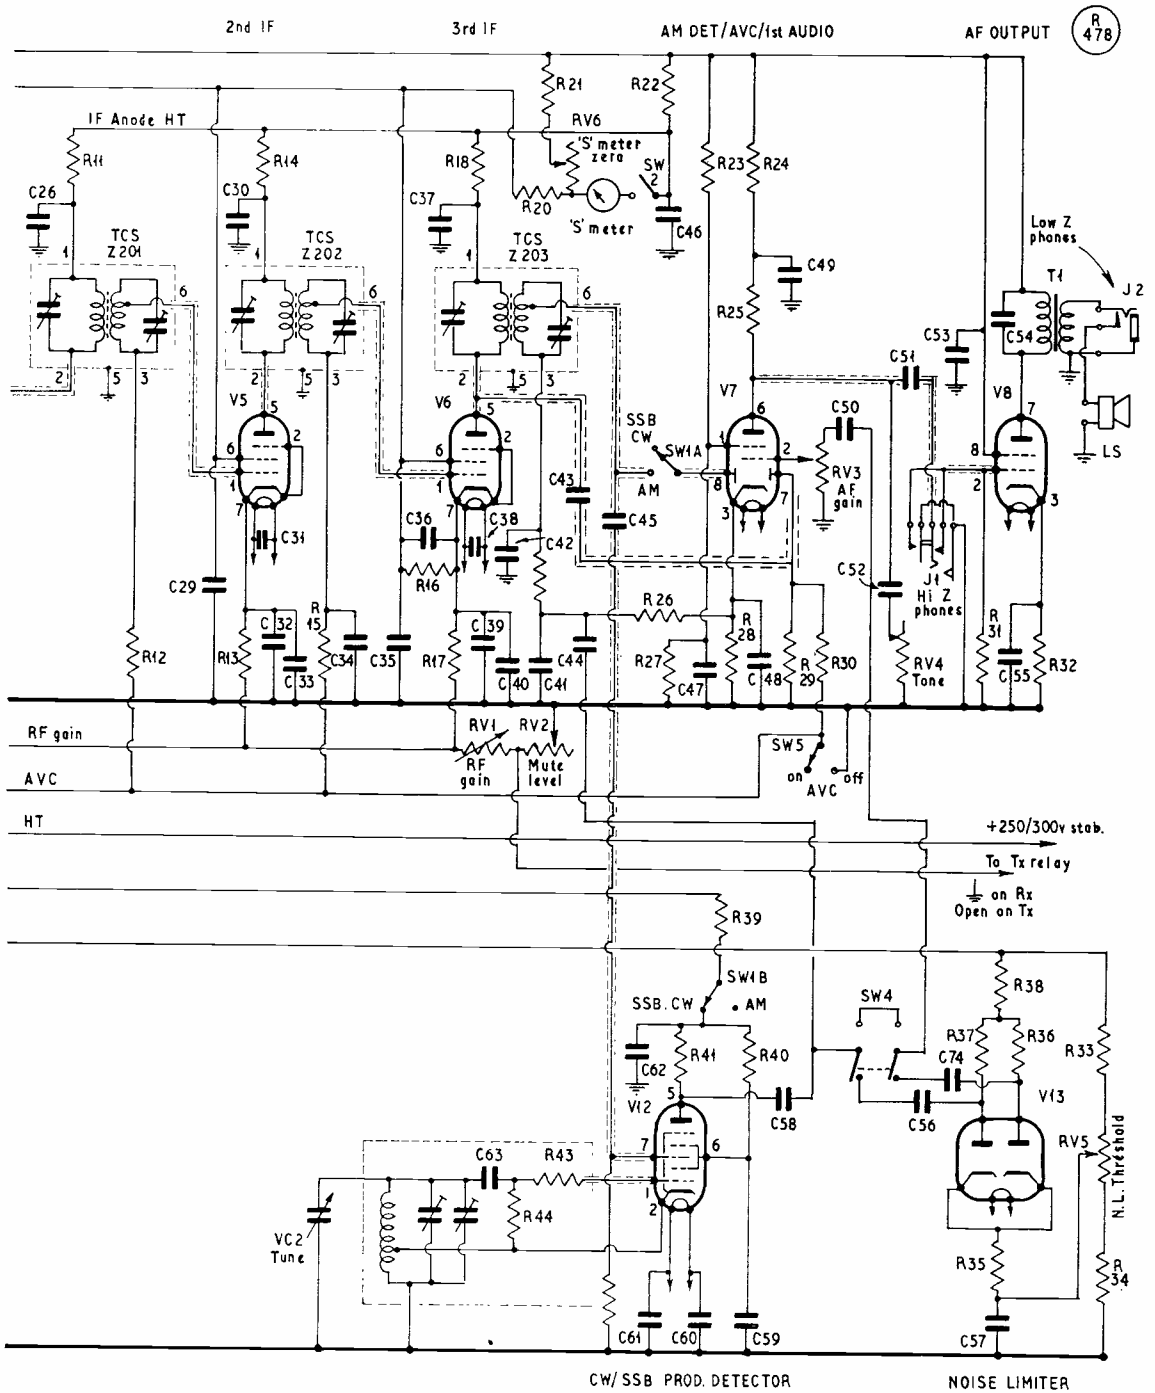 2nd IF
3rd IF
AM DET/AVC/1st AUDIO
AF OUTPUT
R
478
R21
R22
RV6
IF Anode HT
'S' meter
zero
R11
R14
R18
SW
2
R23
R24
C26
C30
C37
R20
'S' meter
C46
Low Z
phones
1
TCS
Z201
1
TCS
Z202
1
TCS
Z203
C49
T1
J2
6
6
6
R25
C53
C54
C51
2
5
3
2
5
3
2
5
3
V5
5
V6
5
V7
6
V8
7
C50
SSB
CW
SW1A
LS
2
6
2
6
1
2
8
1
1
AM
8
7
RV3
AF
gain
2
3
7
7
3
C43
C45
C36
C38
C31
C42
C52
J1
Hi Z
phones
C29
R16
R26
R
15
C 32
C 39
R
28
R
31
R12
R13
C34
C35
R17
C44
R27
R
29
R30
RV4
Tone
R32
C 33
C 40
C41
C47
C 48
C 55
RF gain
RV1
RV2
SW5
RF
gain
Mute
level
on
off
AVC
AVC
HT
+250/300v stab.
To Tx relay
on Rx
Open on Tx
R39
SW1B
SSB. CW
AM
SW4
R38
R37
R36
R33
C62
R41
R40
C74
V12
5
C58
C56
V13
7
6
RV5
N.L. Threshold
C63
R43
1
2
R44
VC2
Tune
R35
R
34
C61
C60
C59
C57
CW/SSB PROD. DETECTOR
NOISE LIMITER